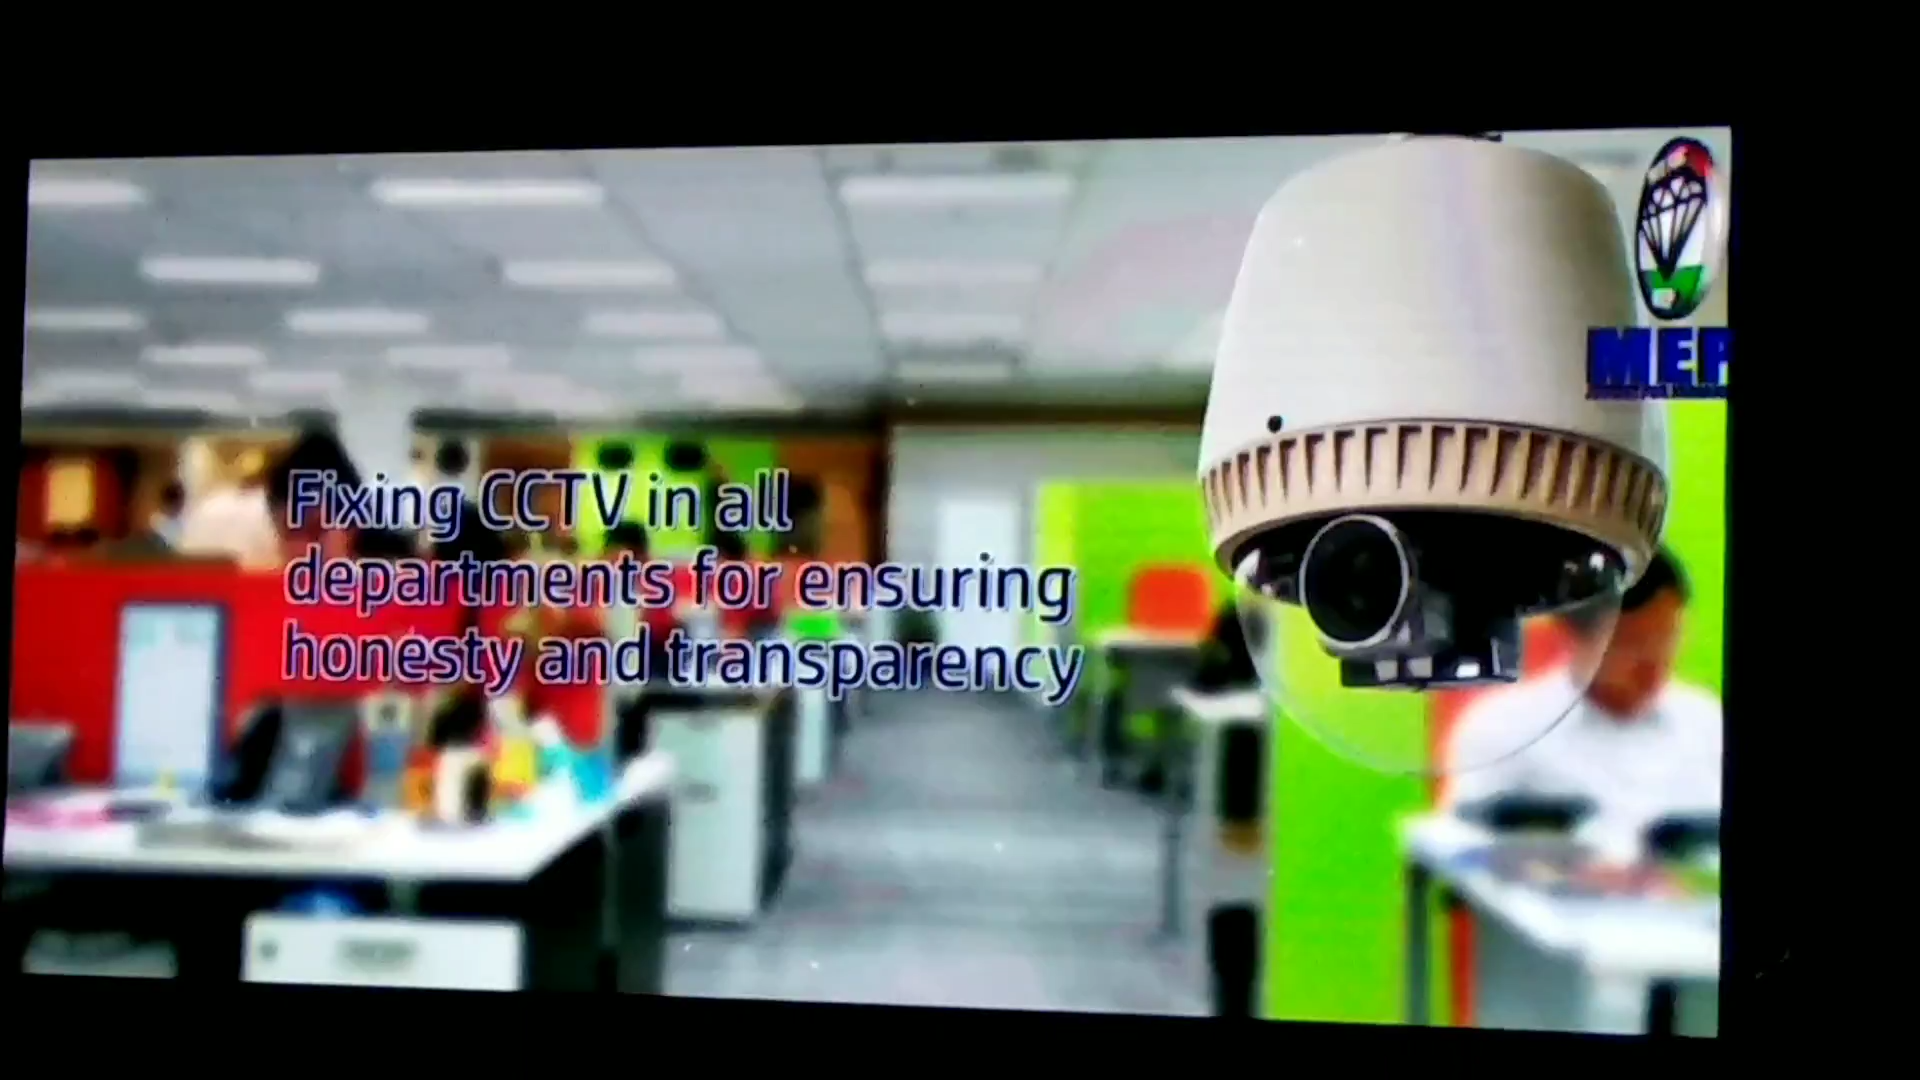 MEP
Fixing CCTV in all
departments for ensuring
honesty and transparency